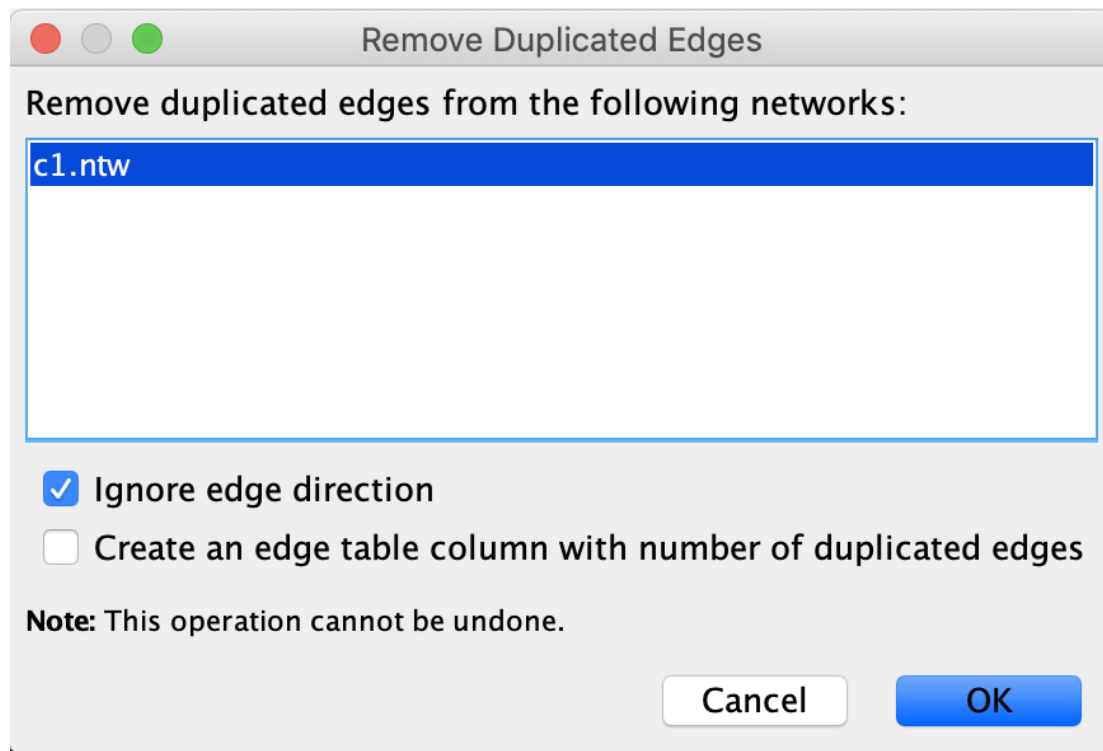 Remove Duplicated Edges
Remove duplicated edges from the following networks:
c1.ntw
Ignore edge direction
Create an edge table column with number of duplicated edges
Note: This operation cannot be undone.
Cancel OK